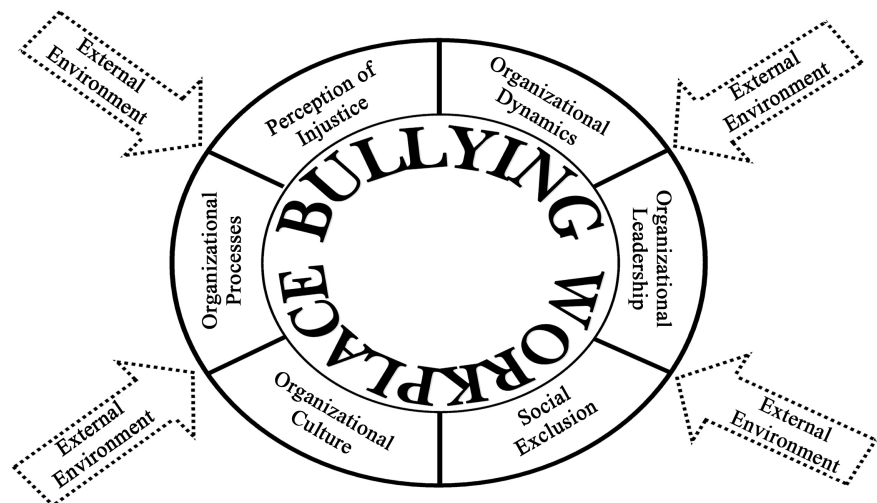 External
Environment
External
Environment
Perception of
Injustice
Organizational
Dynamics
Organizational
Processes
Organizational
Leadership
WORKPLACE BULLYING
Organizational
Culture
Social
Exclusion
External
Environment
External
Environment